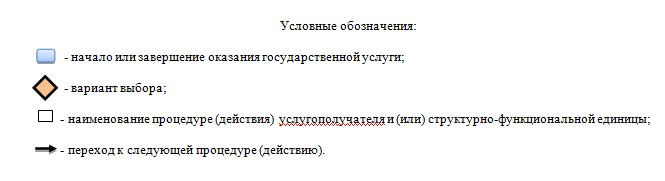 Условные обозначения:
- начало или завершение оказания государственной услуги;
- вариант выбора;
- наименование процедуре (действия) услугополучателя и (или) структурно-функциональной единицы;
- переход к следующей процедуре (действию).